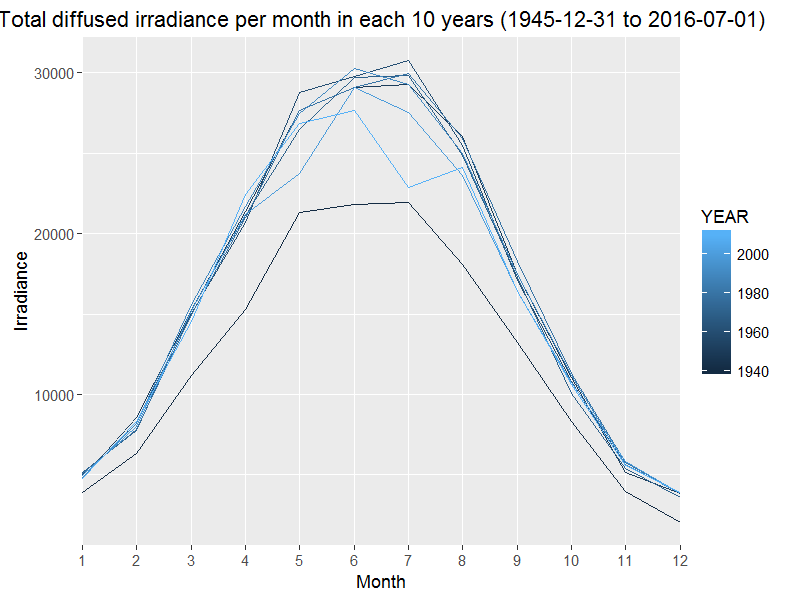 Total diffused irradiance per month in each 10 years (1945-12-31 to 2016-07-01)
30000
20000
10000
Irradiance
1 2 3 4 5 6 7 8 9 10 11 12
Month
YEAR
2000
1980
1960
1940